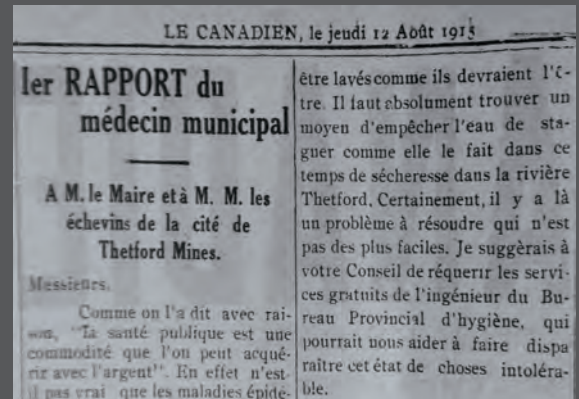 LE CANADIEN, le jeudi 12 Août 1915
1er RAPPORT du
médecin municipal
A M. le Maire et à M. M. les
échevins de la cité de
Thetford Mines.
Messieurs,
Comme on l'a dit avec rai-
son, "La santé publique est une
commodité que l'on peut acqué-
rir avec l'argent". En effet n'est-
il pas vrai que les maladies épidé-
être lavés comme ils devraient l'ê-
tre. Il faut absolument trouver un
moyen d'empêcher l'eau de sta-
guer comme elle le fait dans ce
temps de sécheresse dans la rivière
Thetford. Certainement, il y a là
un problème à résoudre qui n'est
pas des plus faciles. Je suggèrais à
votre Conseil de réquerir les servi-
ces gratuits de l'ingénieur du Bu-
reau Provincial d'hygiène, qui
pourrait nous aider à faire dispa
raître cet état de choses intoléra-
ble.